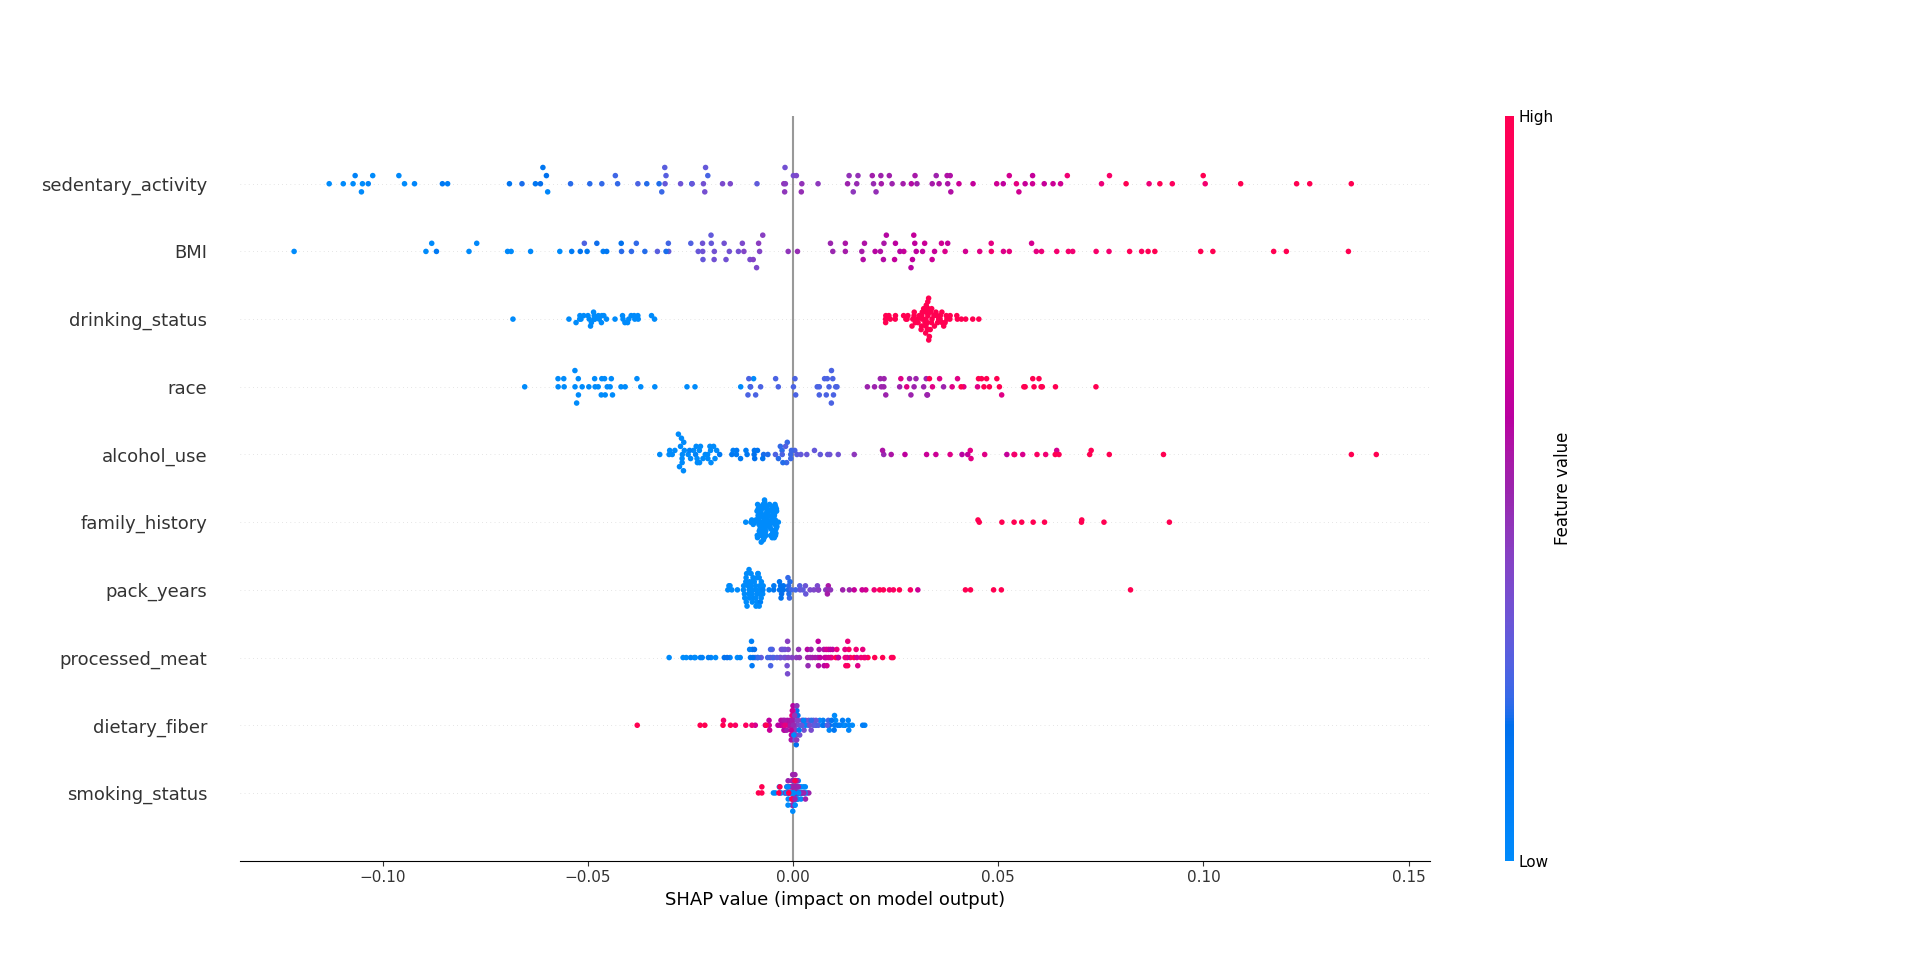 High
sedentary_activity
BMI
drinking_status
race
alcohol_use
family_history
pack_years
processed_meat
dietary_fiber
smoking_status
Feature value
Low
−0.10 −0.05 0.00 0.05 0.10 0.15
SHAP value (impact on model output)